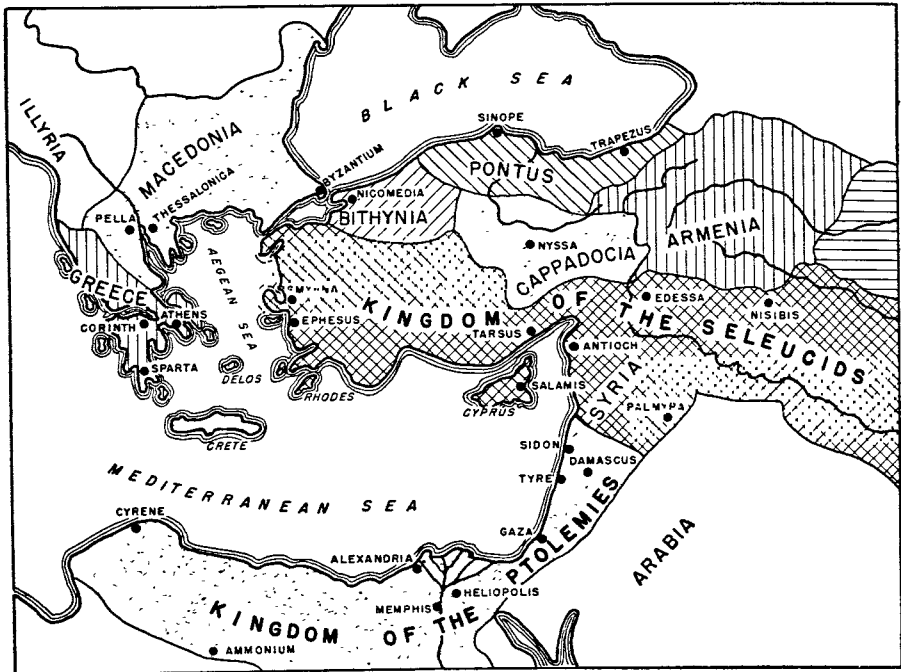 BLACK SEA
ILLYRIA
MACEDONIA
SINOPE
TRAPEZUS
BYZANTIUM
PONTUS
NICOMEDIA
THESSALONICA
BITHYNIA
PELLA
ARMENIA
NYSSA
CAPPADOCIA
AEGEAN SEA
GREECE
SMYRNA
KINGDOM OF THE SELEUCIDS
EDESSA
NISIBIS
ATHENS
CORINTH
EPHESUS
TARSUS
ANTIOCH
SPARTA
DELOS
RHODES
SALAMIS
CYPRUS
SYRIA
PALMYPA
CRETE
SIDON
DAMASCUS
TYRE
MEDITERRANEAN SEA
CYRENE
GAZA
ALEXANDRIA
ARABIA
HELIOPOLIS
MEMPHIS
KINGDOM OF THE PTOLEMIES
AMMONIUM